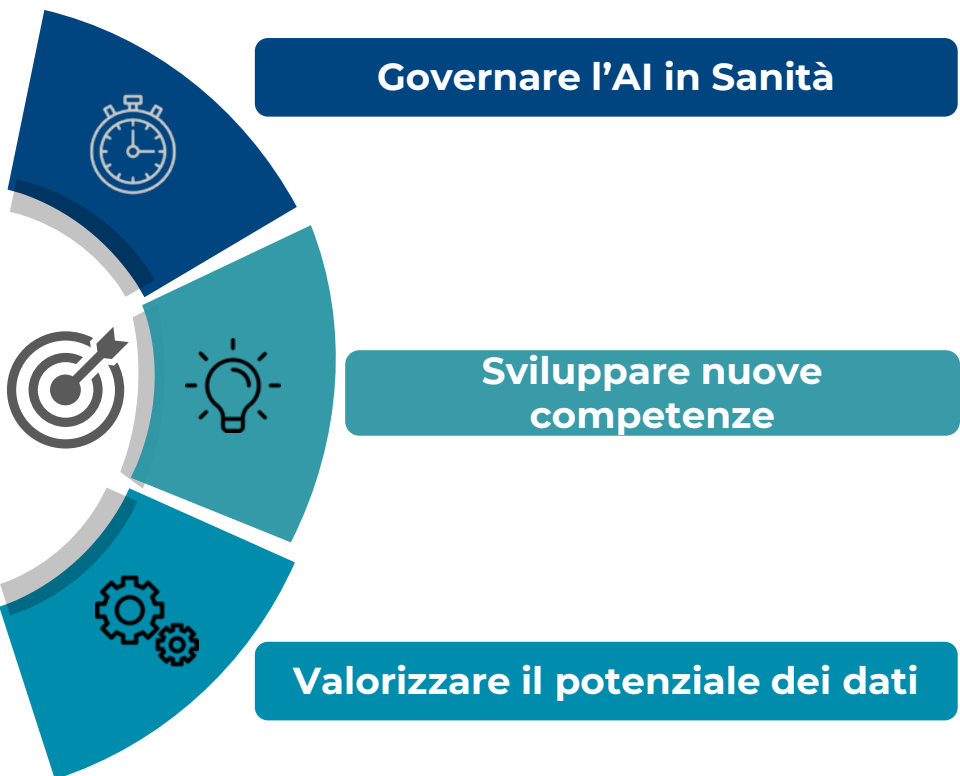 Governare l’AI in Sanità
Sviluppare nuove
competenze
Valorizzare il potenziale dei dati